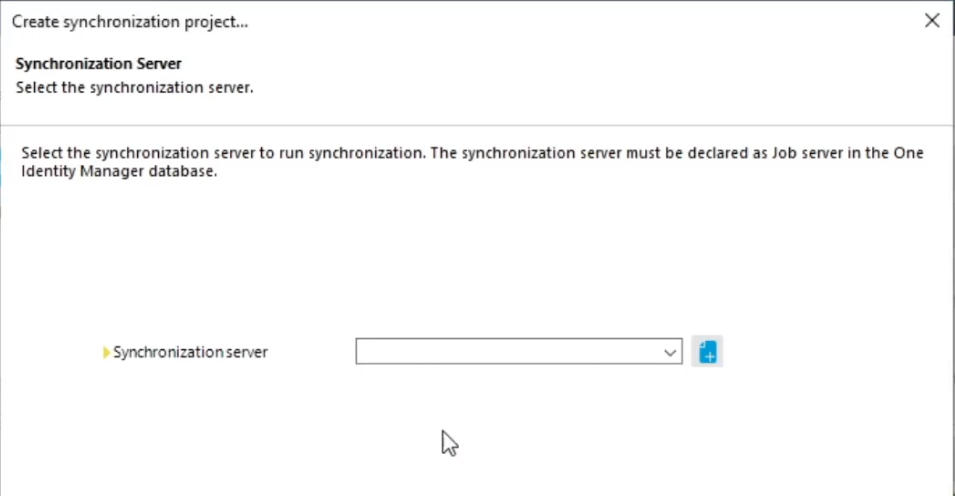 Create synchronization project...
Synchronization Server
Select the synchronization server.
Select the synchronization server to run synchronization. The synchronization server must be declared as Job server in the One
Identity Manager database.
Synchronization server